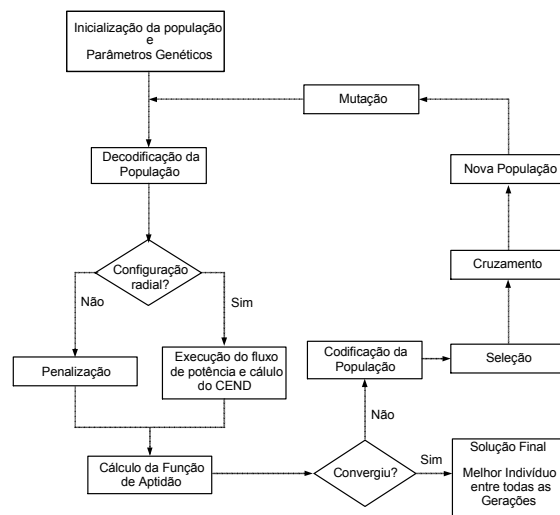 Inicialização da população
e
Parâmetros Genéticos
Mutação
Decodificação da
População
Nova População
Configuração
radial?
Cruzamento
Não
Sim
Penalização
Execução do fluxo
de potência e cálulo
do CEND
Codificação da
População
Seleção
Não
Cálculo da Função
de Aptidão
Convergiu?
Sim
Solução Final
Melhor Indivíduo
entre todas as
Gerações